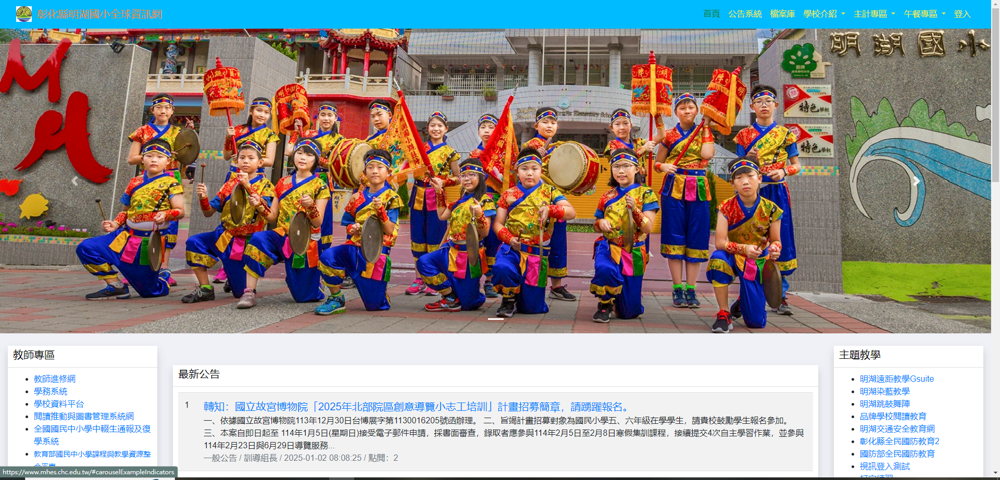 彰化縣明湖國小全球資訊網
首頁 公告系統 檔案庫 學校介紹 主計專區 午餐專區 登入
明湖國小
特色學校
特色學校
教師專區
教師進修網
學務系統
學校資料平台
閱讀推動與圖書管理系統網
全國國民中小學中輟生通報及復
學系統
教育部國民中小學課程與教學資源整
最新公告
1
轉知：國立故宮博物院「2025年北部院區創意導覽小志工培訓」計畫招募簡章，請踴躍報名。
一、依據國立故宮博物院113年12月30日台博展字第1130016205號函辦理。 二、旨竭計畫招募對象為國民小學五、六年級在學學生，請貴校鼓勵學生報名參加。
三、本案自即日起至 114年1月5日(星期日)接受電子郵件申請，採書面審查，錄取者應參與114年2月5日至2月8日寒假集訓課程，接續提交4次自主學習作業，並參與
114年2月23日與6月29日導覽服務...
一般公告 / 訓導組長 / 2025-01-02 08:08:25 / 點閱：2
主題教學
明湖遠距教學Gsuite
明湖染藍教學
明湖跳鼓舞陣
品牌學校閱讀教育
明湖交通安全教育網
彰化縣全民國防教育2
國防部全民國防教育
視訊登入測試
https://www.mhes.chc.edu.tw/#carouselExampleIndicators